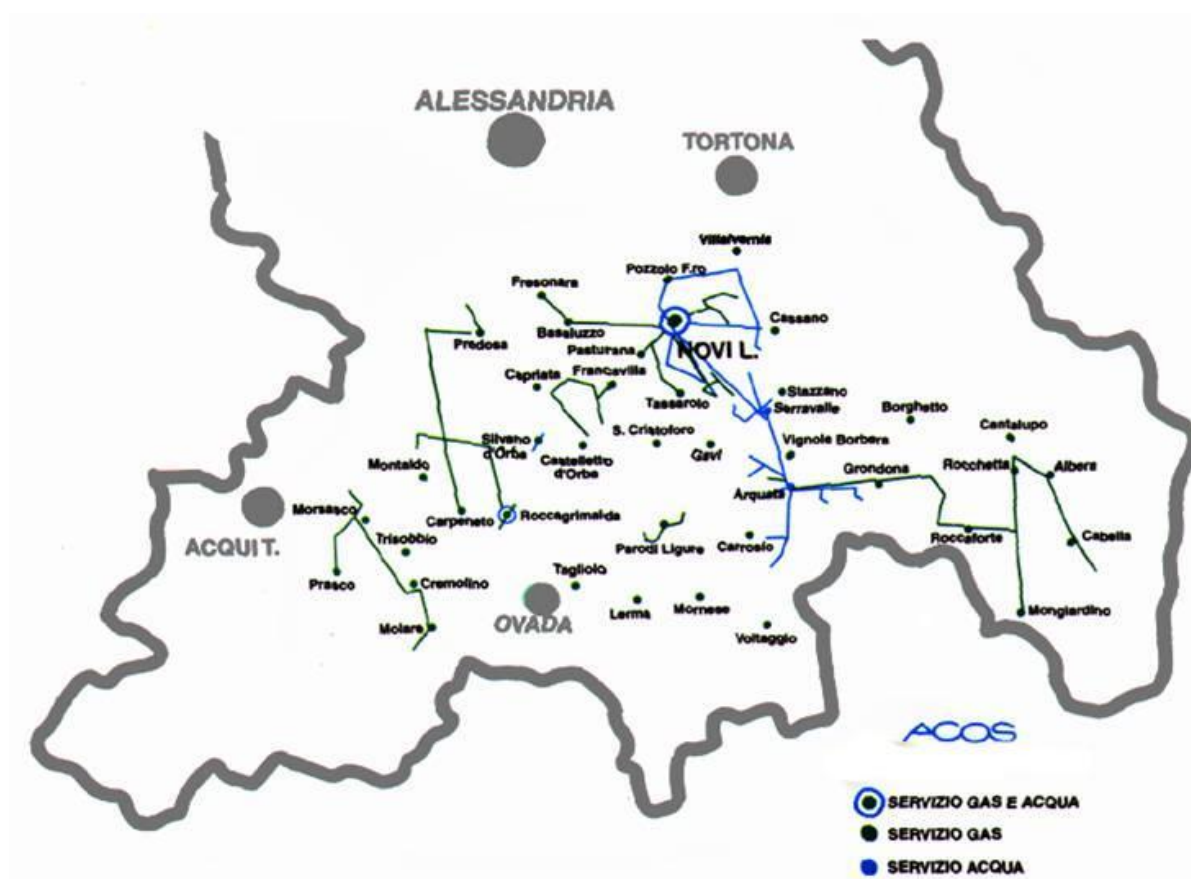 ALESSANDRIA
TORTONA
Villalvernia
Pozzolo F.ro
Fresonara
Cassano
Basaluzzo
Predosa
Pasturana
NOVI L.
Capriata
Francavilla
Tassarolo
Stazzano
Serravalle
Borghetto
S. Cristoforo
Gavi
Vignole Borbera
Cantalupo
Silvano
d'Orba
Castelletto
d'Orba
Montaldo
Grondona
Rocchetta
Albera
Arquata
Morsasco
Carpeneto
Roccagrimalda
ACQUI T.
Trisobbio
Parodi Ligure
Carrosio
Roccaforte
Cabella
Prasco
Cremolino
Tagliolo
OVADA
Lerma
Mornese
Mongiardino
Molare
Voltaggio
ACOS
SERVIZIO GAS E ACQUA
SERVIZIO GAS
SERVIZIO ACQUA